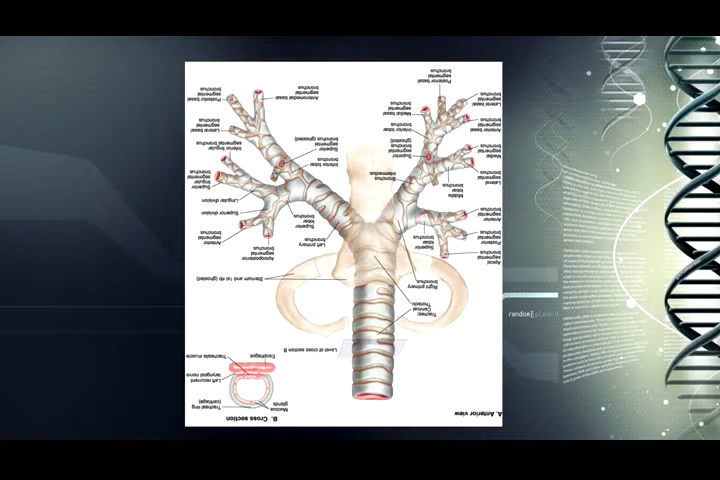 A. Anterior view
B. Cross section
Mucous
glands
Tracheal ring
(cartilage)
Left recurrent
laryngeal nerve
Trachealis muscle
Esophagus
Level of cross section B
Trachea:
Cervical
Thoracic
Right primary
bronchus
Sternum and 1st rib (ghosted)
Apical
segmental
bronchus
Posterior
segmental
bronchus
Anterior
segmental
bronchus
Superior
lobar
bronchus
Left primary
bronchus
Superior
lobar
bronchus
Apicoposterior
segmental
bronchus
Anterior
segmental
bronchus
Superior division
Lingular division
Superior
lingular
segmental
bronchus
Inferior lingular
segmental
bronchus
Middle
lobar
bronchus
Lateral
segmental
bronchus
Medial
segmental
bronchus
Bronchus
intermedius
Inferior lobar
bronchus
Superior
segmental
bronchus
(ghosted)
Superior
segmental
bronchus (ghosted)
Inferior lobar
bronchus
Anterior basal
segmental
bronchus
Lateral basal
segmental
bronchus
Medial basal
segmental
bronchus
Posterior basal
segmental
bronchus
Lateral basal
segmental
bronchus
Posterior basal
segmental
bronchus
Anteromedial basal
segmental
bronchus
random]